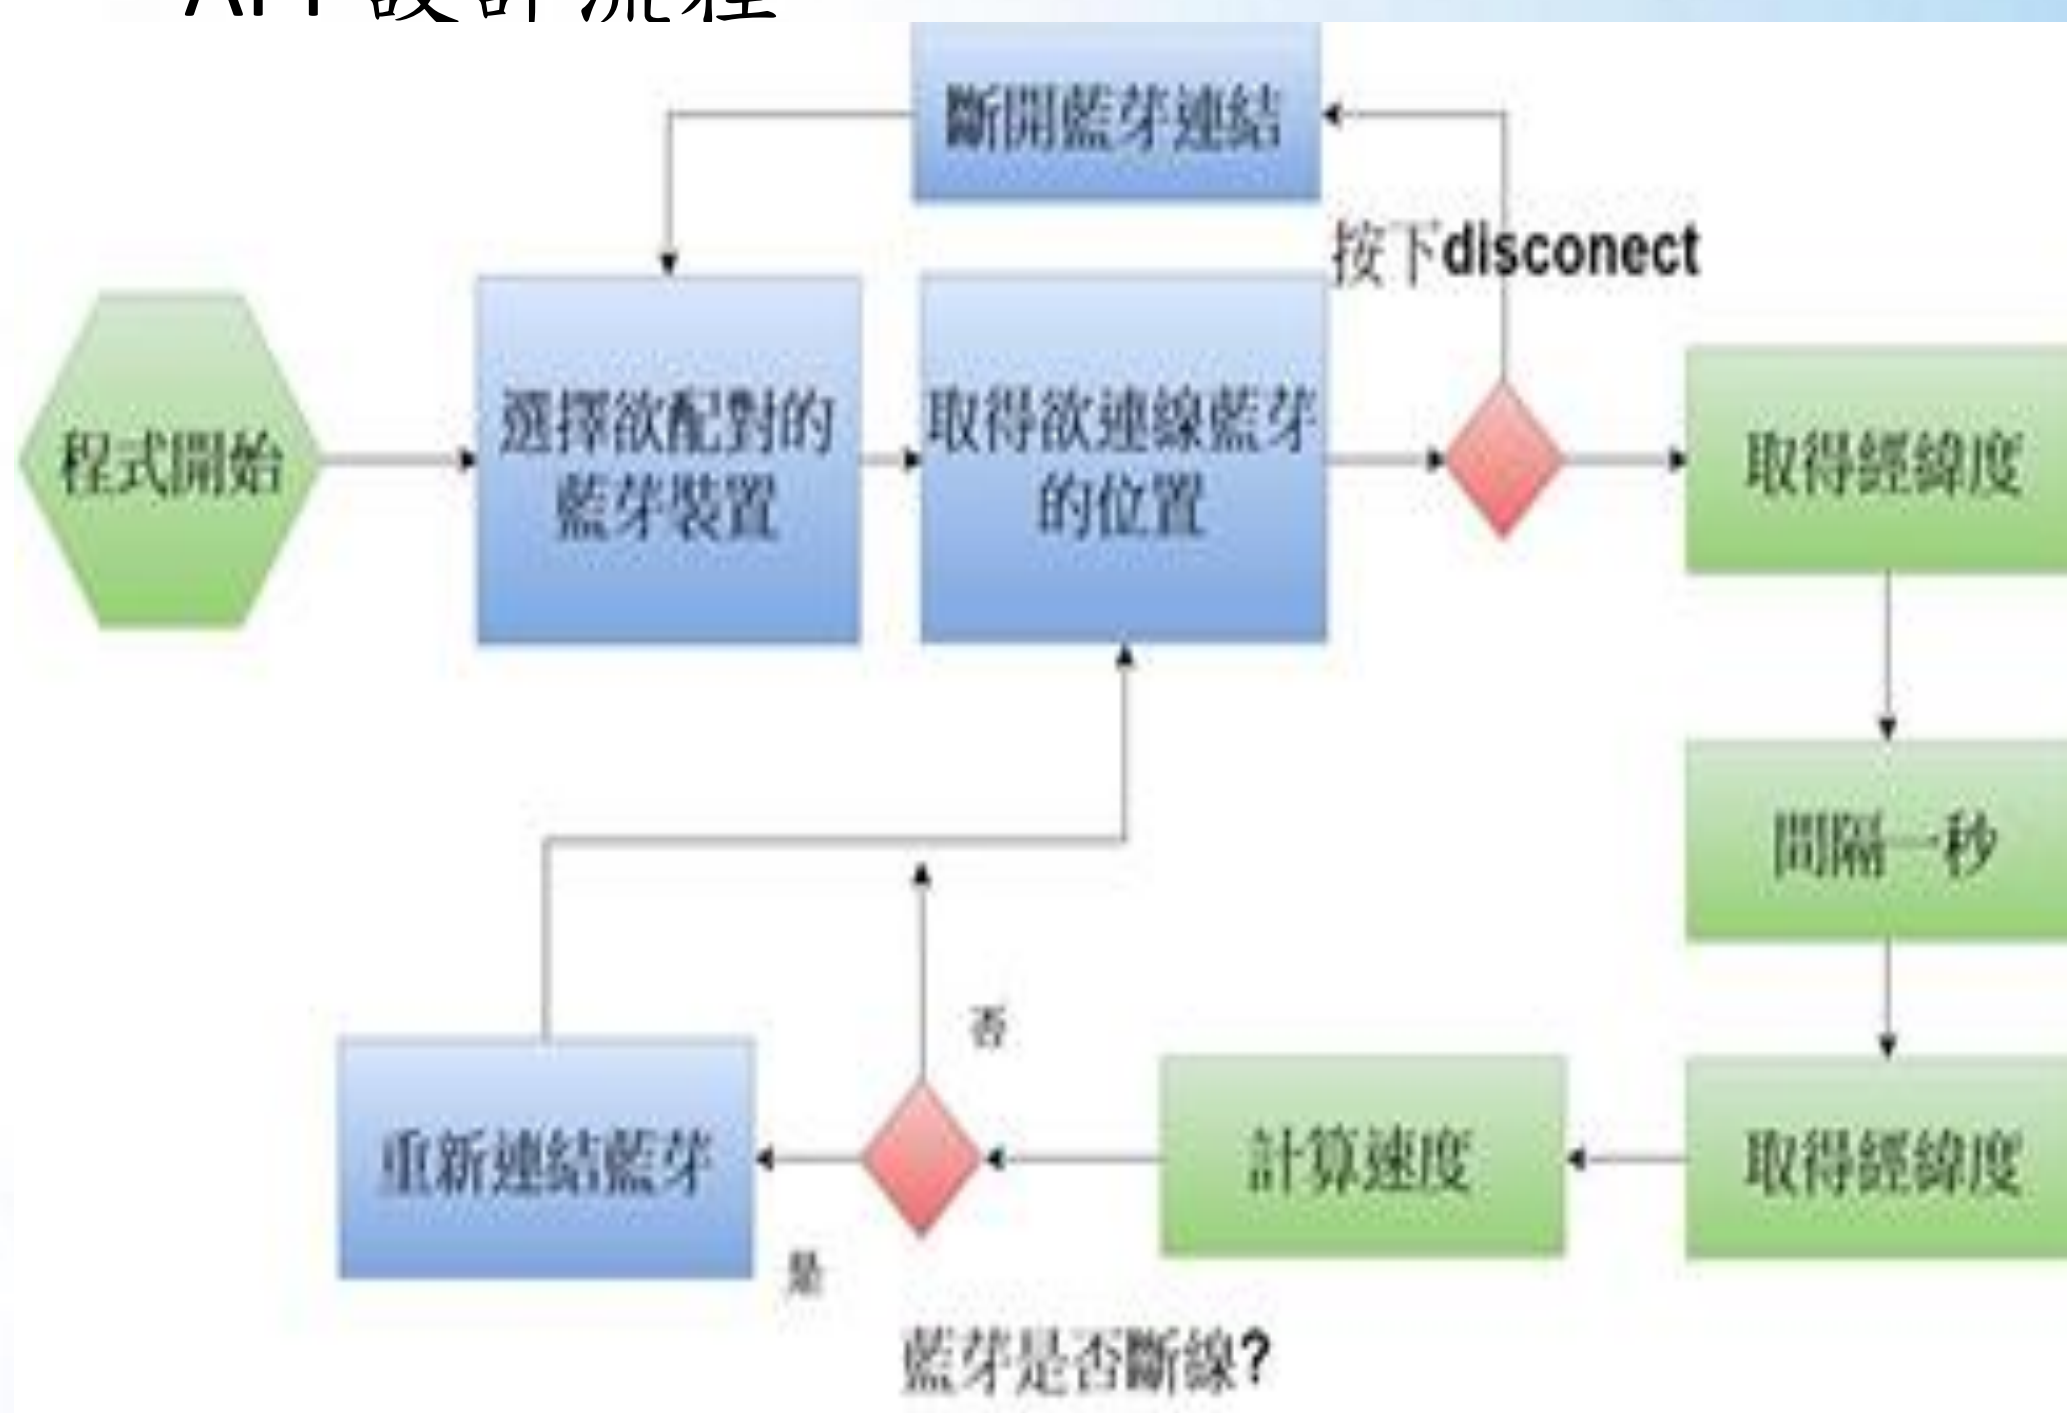 APP設計流程
斷開藍芽連結
按下disconect
程式開始
選擇欲配對的
藍芽裝置
取得欲連線藍芽
的位置
取得經緯度
間隔一秒
否
重新連結藍芽
計算速度
取得經緯度
是
藍芽是否斷線?